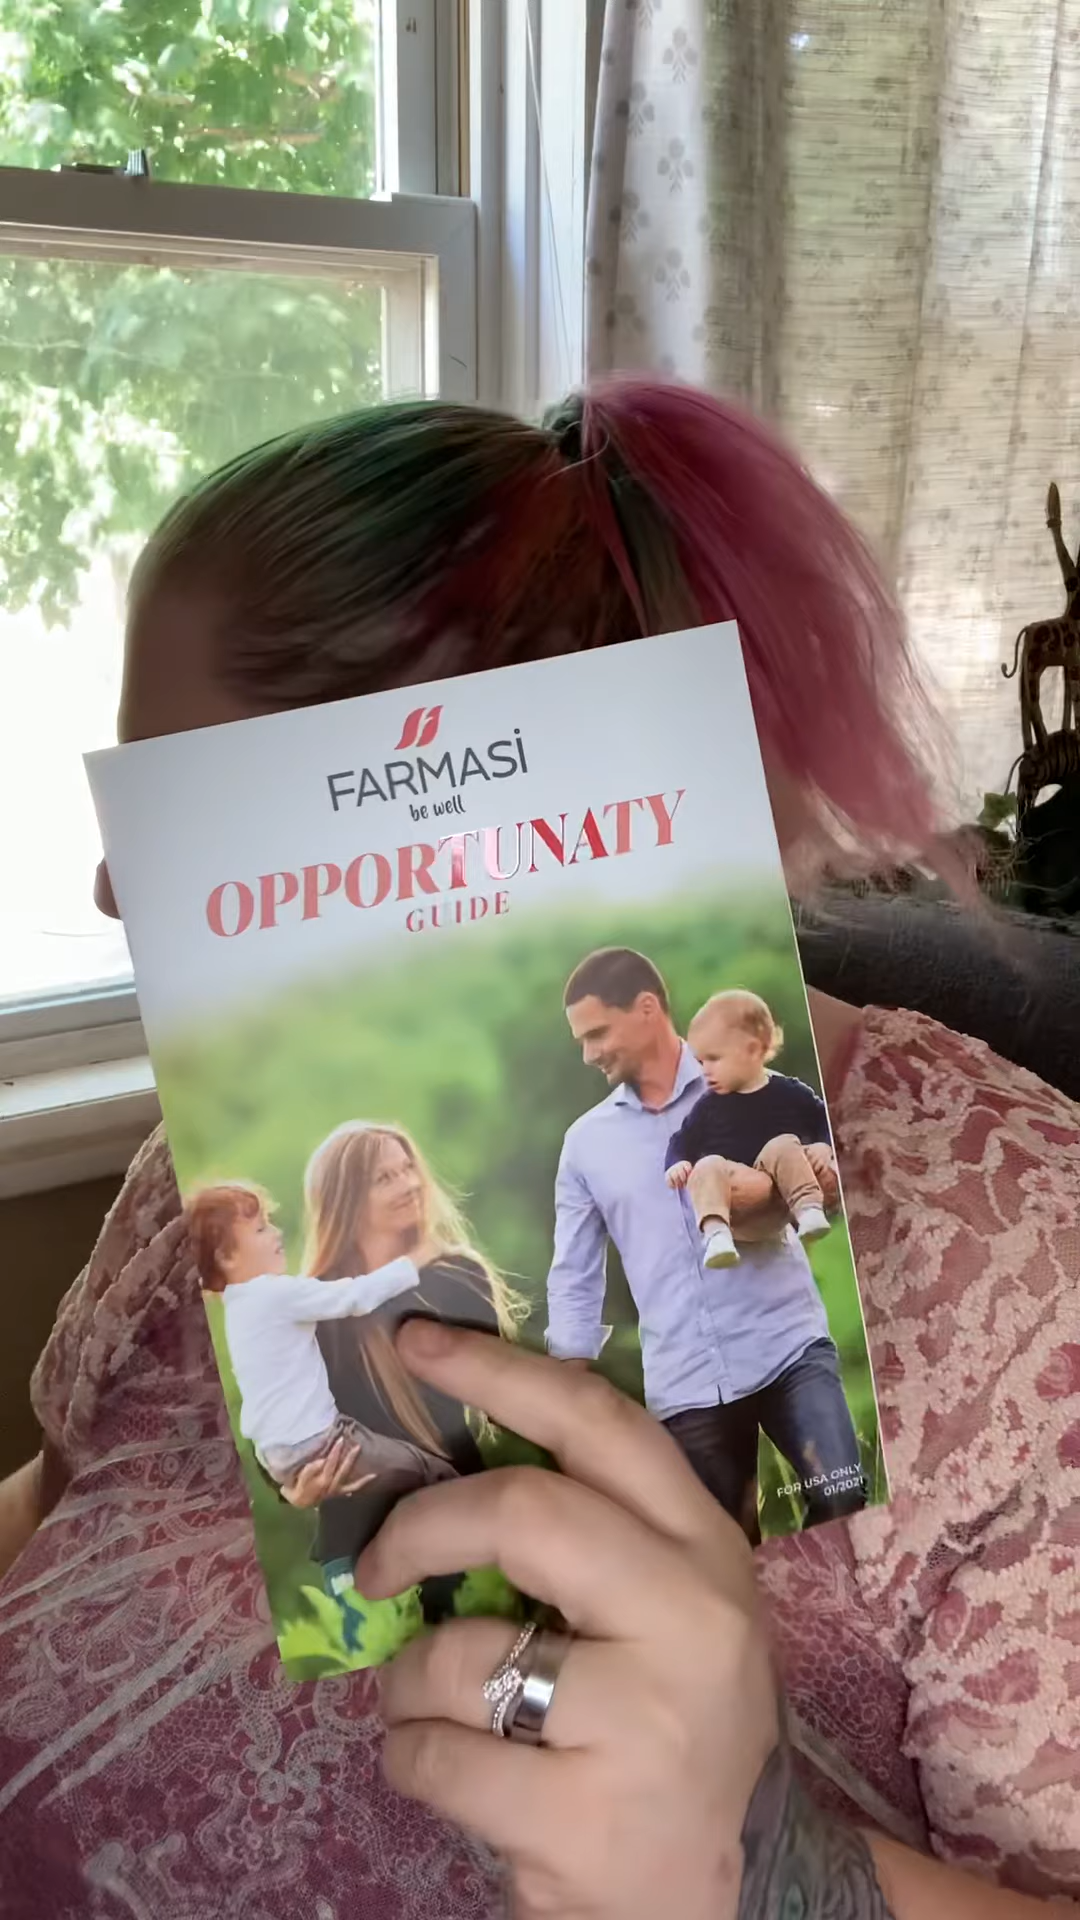 FARMASi
be well
OPPORTUNATY
GUIDE
FOR USA ONLY
01/2021